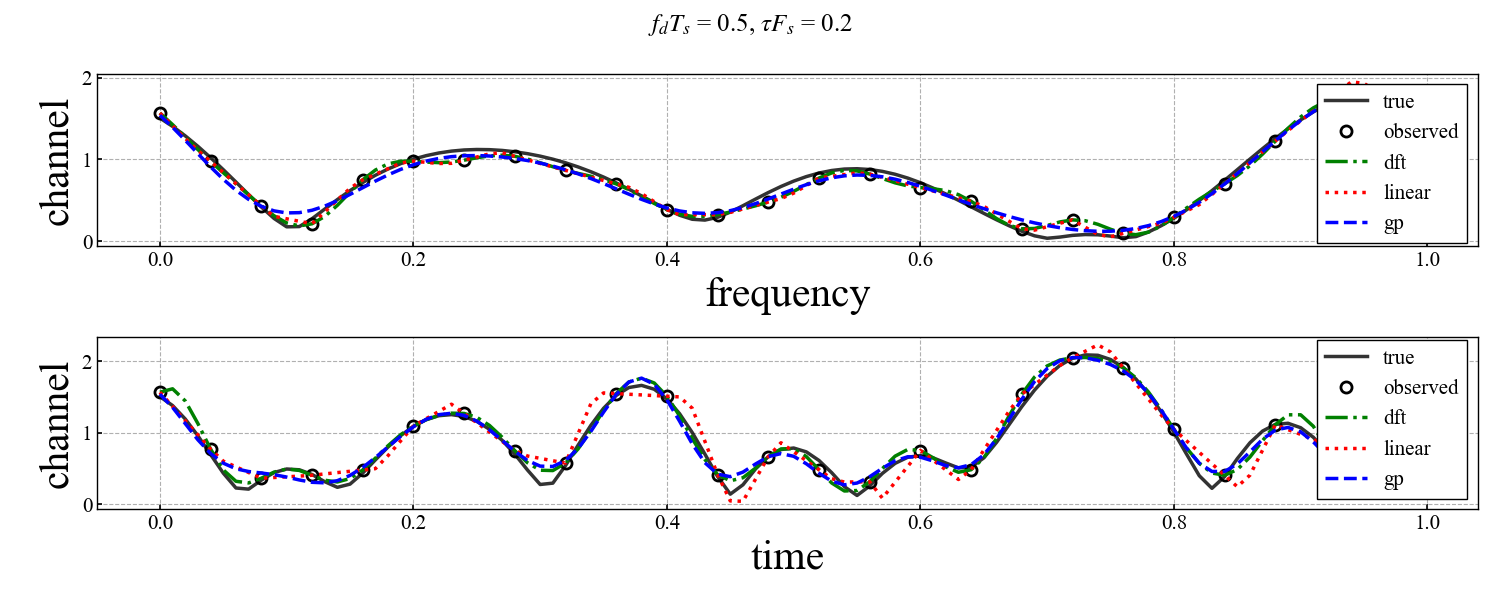 f_d T_s = 0.5, τF_s = 0.2
channel
2
1
0
0.0 0.2 0.4 0.6 0.8 1.0
frequency
true
observed
dft
linear
gp
channel
2
1
0
0.0 0.2 0.4 0.6 0.8 1.0
time
true
observed
dft
linear
gp